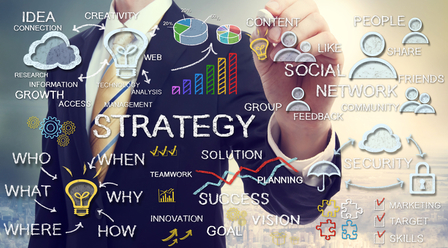 IDEA
CONNECTION
CREATIVITY
20%
CONTENT
PEOPLE
LIKE
SHARE
WEB
RESEARCH
INFORMATION
TECHNOLOGY
ANALYSIS
GROWTH
ACCESS
MANAGEMENT
SOCIAL
NETWORK
FRIENDS
GROUP
COMMUNITY
FEEDBACK
STRATEGY
WHO
WHEN
SOLUTION
SECURITY
TEAMWORK
PLANNING
WHAT
WHY
SUCCESS
WHERE
HOW
INNOVATION
GOAL
VISION
MARKETING
TARGET
SKILLS